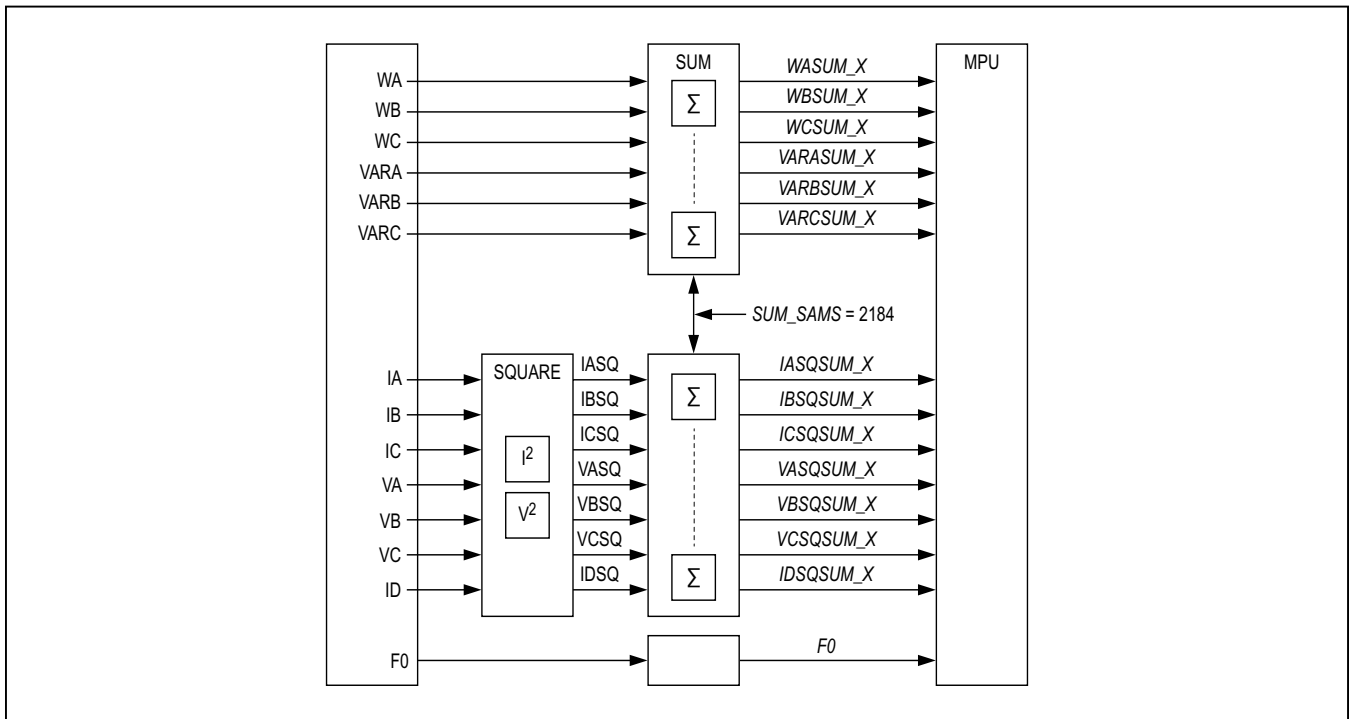 SUM
MPU
WA
WASUM_X
WB
WBSUM_X
WC
WCSUM_X
VARA
VARASUM_X
VARB
VARBSUM_X
VARC
VARCSUM_X
Σ
Σ
SUM_SAMS = 2184
SQUARE
IA
IASQ
IASQSUM_X
IB
IBSQ
IBSQSUM_X
IC
ICSQ
ICSQSUM_X
VA
VASQ
VASQSUM_X
VB
VBSQ
VBSQSUM_X
VC
VCSQ
VCSQSUM_X
ID
IDSQ
IDSQSUM_X
I²
V²
Σ
Σ
F0
F0